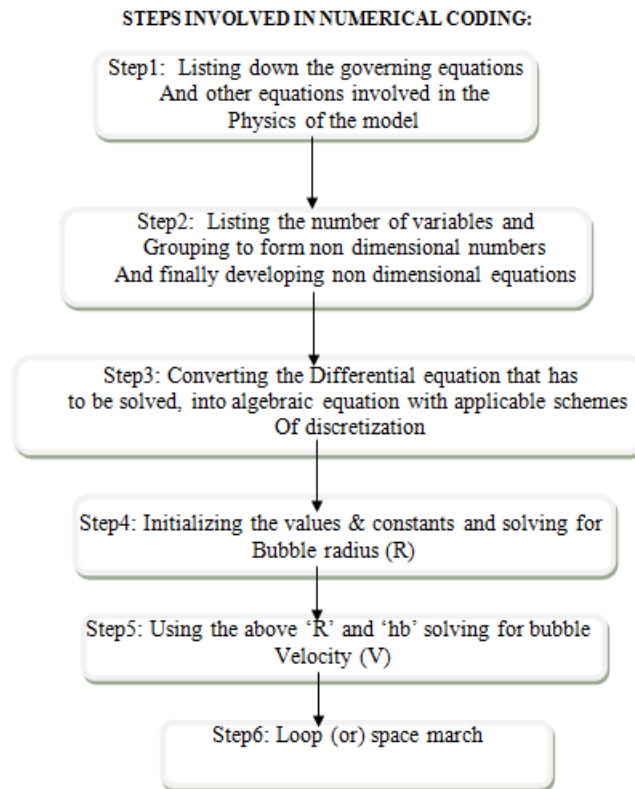 STEPS INVOLVED IN NUMERICAL CODING:
Step1: Listing down the governing equations
And other equations involved in the
Physics of the model
Step2: Listing the number of variables and
Grouping to form non dimensional numbers
And finally developing non dimensional equations
Step3: Converting the Differential equation that has
to be solved, into algebraic equation with applicable schemes
Of discretization
Step4: Initializing the values & constants and solving for
Bubble radius (R)
Step5: Using the above ‘R’ and ‘hb’ solving for bubble
Velocity (V)
Step6: Loop (or) space march